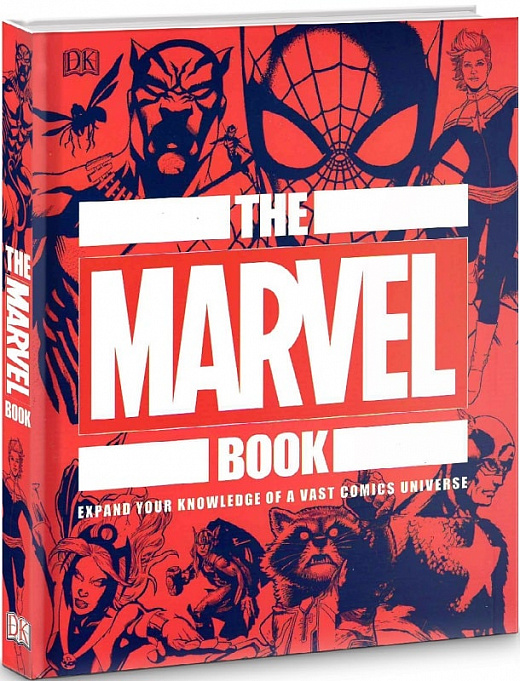 DK
THE
MARVEL
BOOK
EXPAND YOUR KNOWLEDGE OF A VAST COMICS UNIVERSE
THE MARVEL BOOK
DK